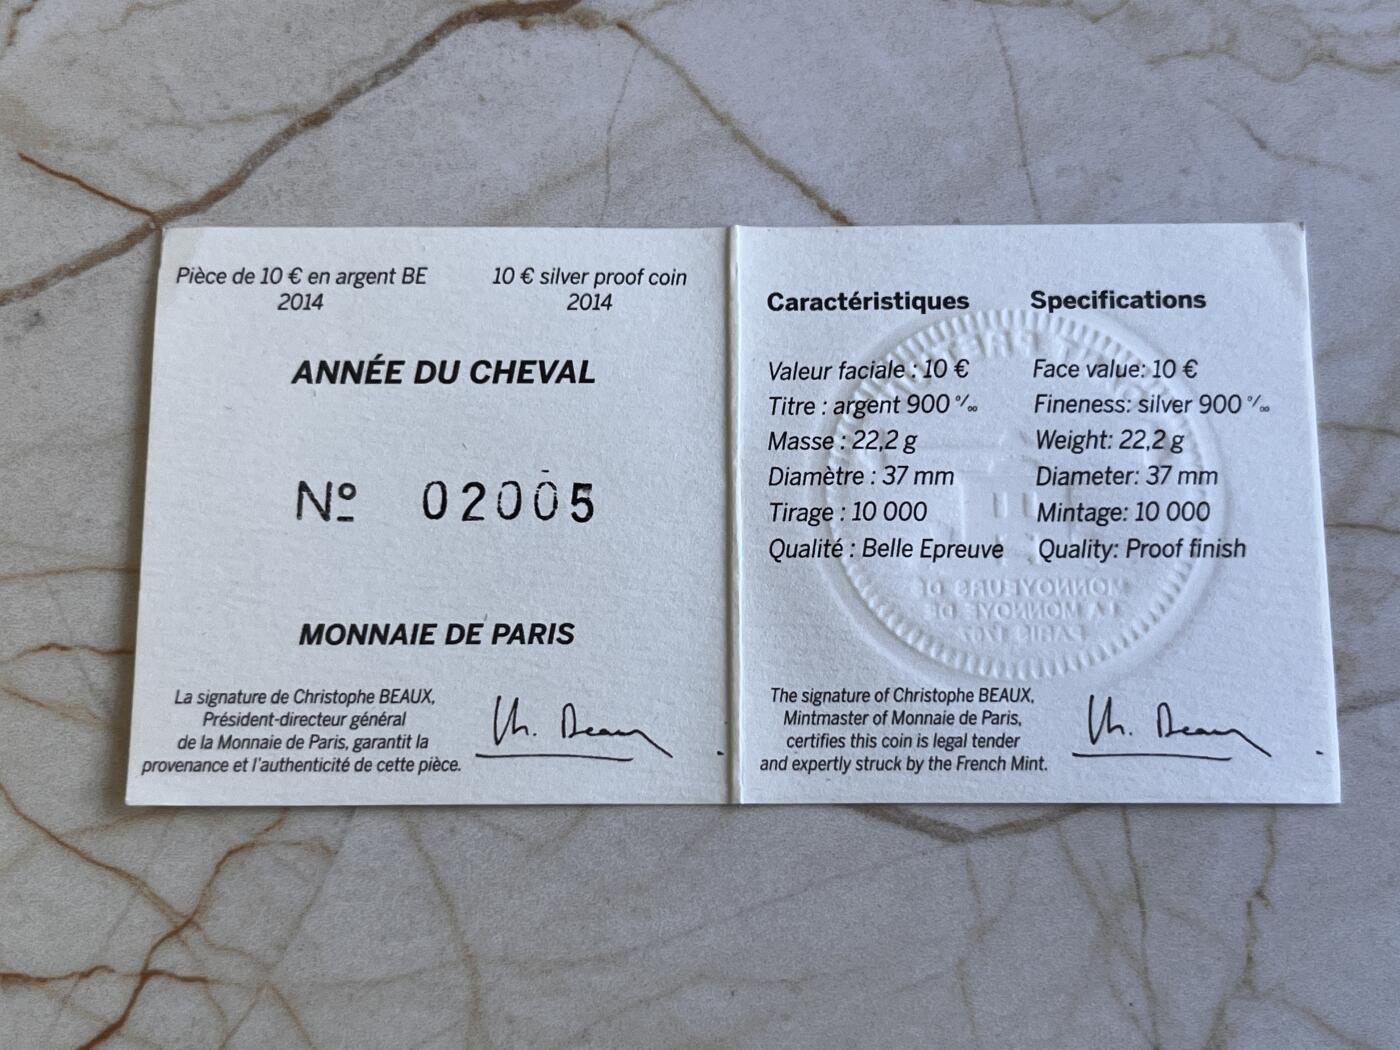 Pièce de 10 € en argent BE
2014
10 € silver proof coin
2014
ANNÉE DU CHEVAL
Nº 02005
MONNAIE DE PARIS
La signature de Christophe BEAUX,
Président-directeur général
de la Monnaie de Paris, garantit la
provenance et l'authenticité de cette pièce.
Caractéristiques
Valeur faciale : 10 €
Titre : argent 900 ‰
Masse : 22,2 g
Diamètre : 37 mm
Tirage : 10 000
Qualité : Belle Epreuve
Specifications
Face value: 10 €
Fineness: silver 900 ‰
Weight: 22,2 g
Diameter: 37 mm
Mintage: 10 000
Quality: Proof finish
MONNOYEURS DE
LA MONNOY DE
The signature of Christophe BEAUX,
Mintmaster of Monnaie de Paris,
certifies this coin is legal tender
and expertly struck by the French Mint.